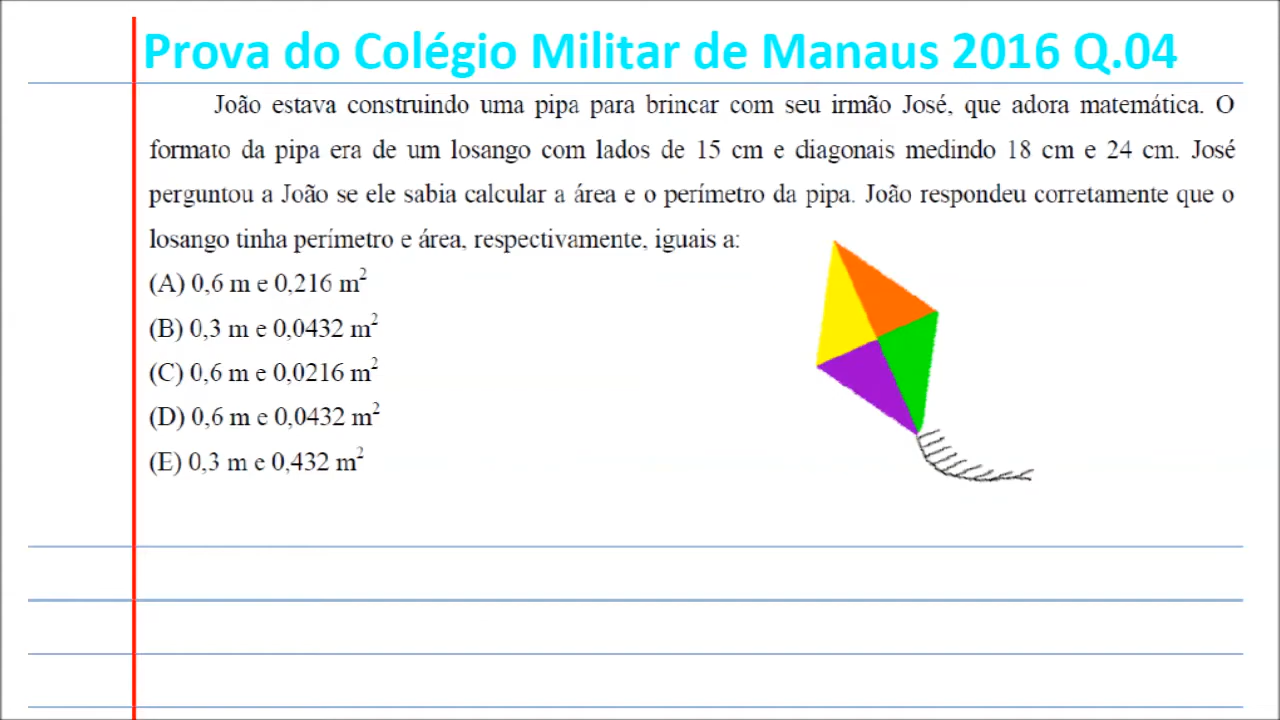 Prova do Colégio Militar de Manaus 2016 Q.04
João estava construindo uma pipa para brincar com seu irmão José, que adora matemática. O
formato da pipa era de um losango com lados de 15 cm e diagonais medindo 18 cm e 24 cm. José
perguntou a João se ele sabia calcular a área e o perímetro da pipa. João respondeu corretamente que o
losango tinha perímetro e área, respectivamente, iguais a:
(A) 0,6 m e 0,216 m²
(B) 0,3 m e 0,0432 m²
(C) 0,6 m e 0,0216 m²
(D) 0,6 m e 0,0432 m²
(E) 0,3 m e 0,432 m²